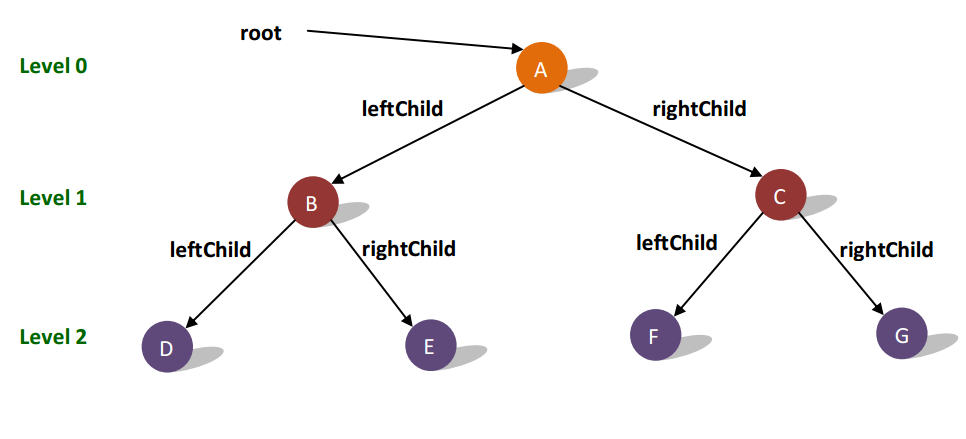 root
Level 0
A
leftChild
rightChild
Level 1
B
C
leftChild
rightChild
leftChild
rightChild
Level 2
D
E
F
G